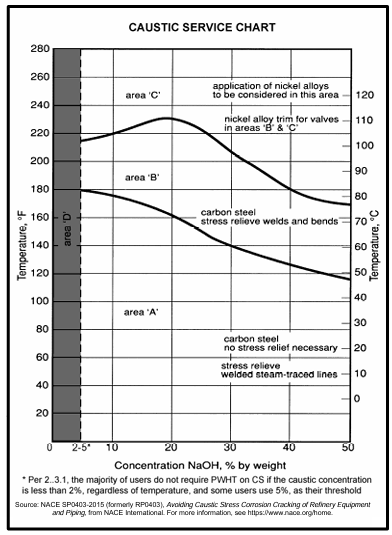 CAUSTIC SERVICE CHART
280
260
240
220
200
180
160
140
120
100
80
60
40
20
Temperature, °F
area 'D'
area 'C'
application of nickel alloys
to be considered in this area
nickel alloy trim for valves
in areas 'B' & 'C'
area 'B'
carbon steel
stress relieve welds and bends
area 'A'
carbon steel
no stress relief necessary
stress relieve
welded steam-traced lines
120
110
100
90
80
70
60
50
40
30
20
10
0
Temperature, °C
0 2-5* 10 20 30 40 50
Concentration NaOH, % by weight
* Per 2..3.1, the majority of users do not require PWHT on CS if the caustic concentration
is less than 2%, regardless of temperature, and some users use 5%, as their threshold
Source: NACE SP0403-2015 (formerly RP0403), Avoiding Caustic Stress Corrosion Cracking of Refinery Equipment
and Piping, from NACE International. For more information, see https://www.nace.org/home.